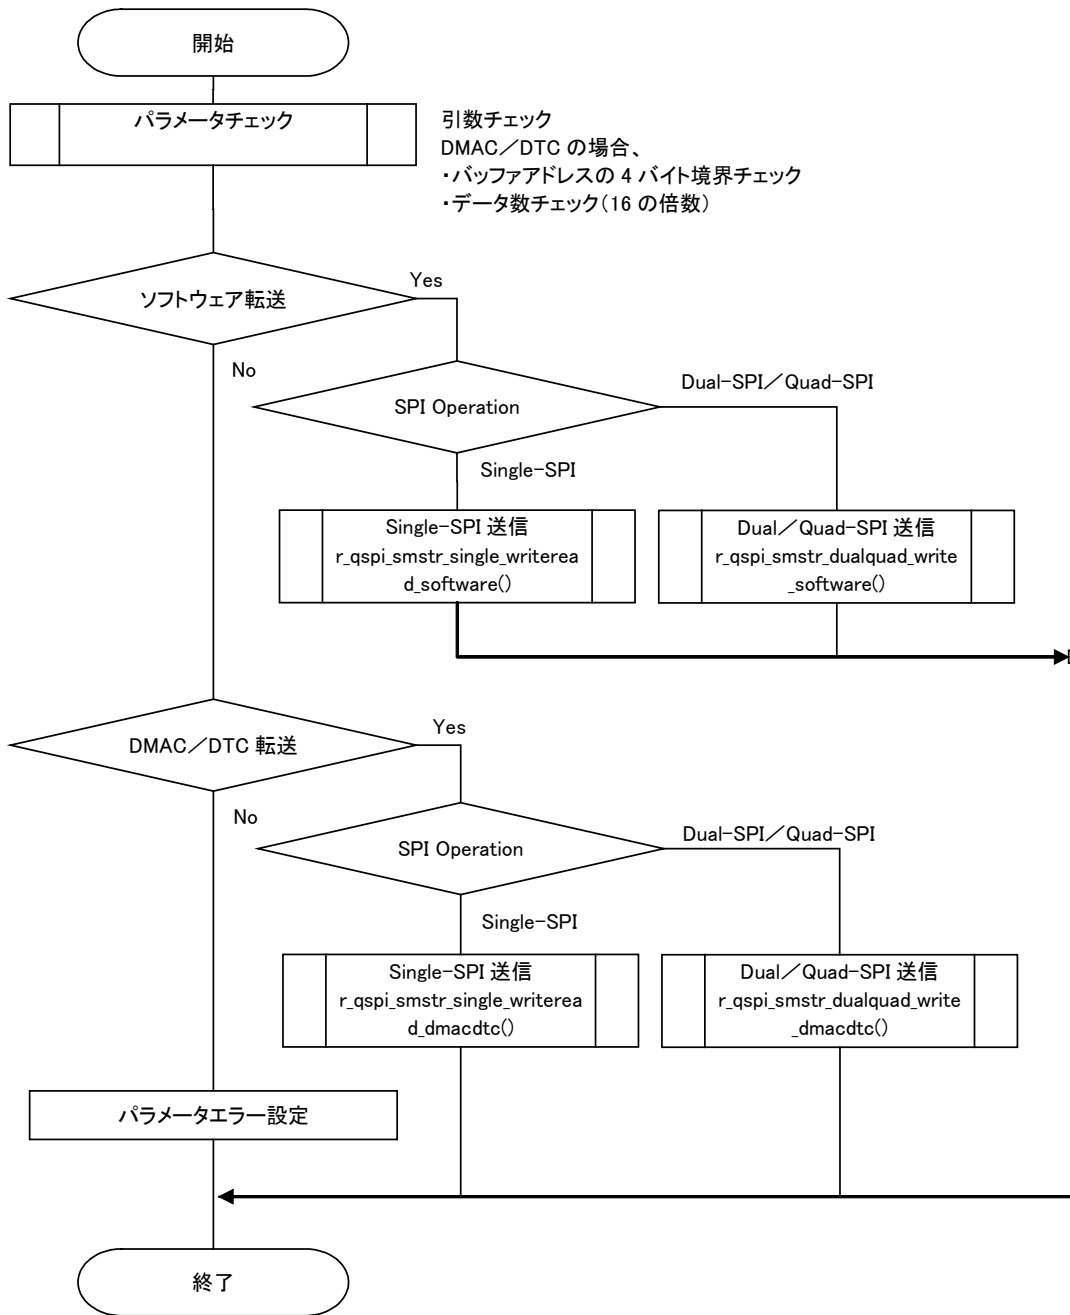 開始
パラメータチェック
引数チェック
DMAC／DTC の場合、
・バッファアドレスの 4 バイト境界チェック
・データ数チェック（16 の倍数）
ソフトウェア転送
Yes
No
SPI Operation
Dual-SPI／Quad-SPI
Single-SPI
Single-SPI 送信
r_qspi_smstr_single_writerea
d_software()
Dual／Quad-SPI 送信
r_qspi_smstr_dualquad_write
_software()
DMAC／DTC 転送
Yes
No
SPI Operation
Dual-SPI／Quad-SPI
Single-SPI
Single-SPI 送信
r_qspi_smstr_single_writerea
d_dmacdtc()
Dual／Quad-SPI 送信
r_qspi_smstr_dualquad_write
_dmacdtc()
パラメータエラー設定
終了